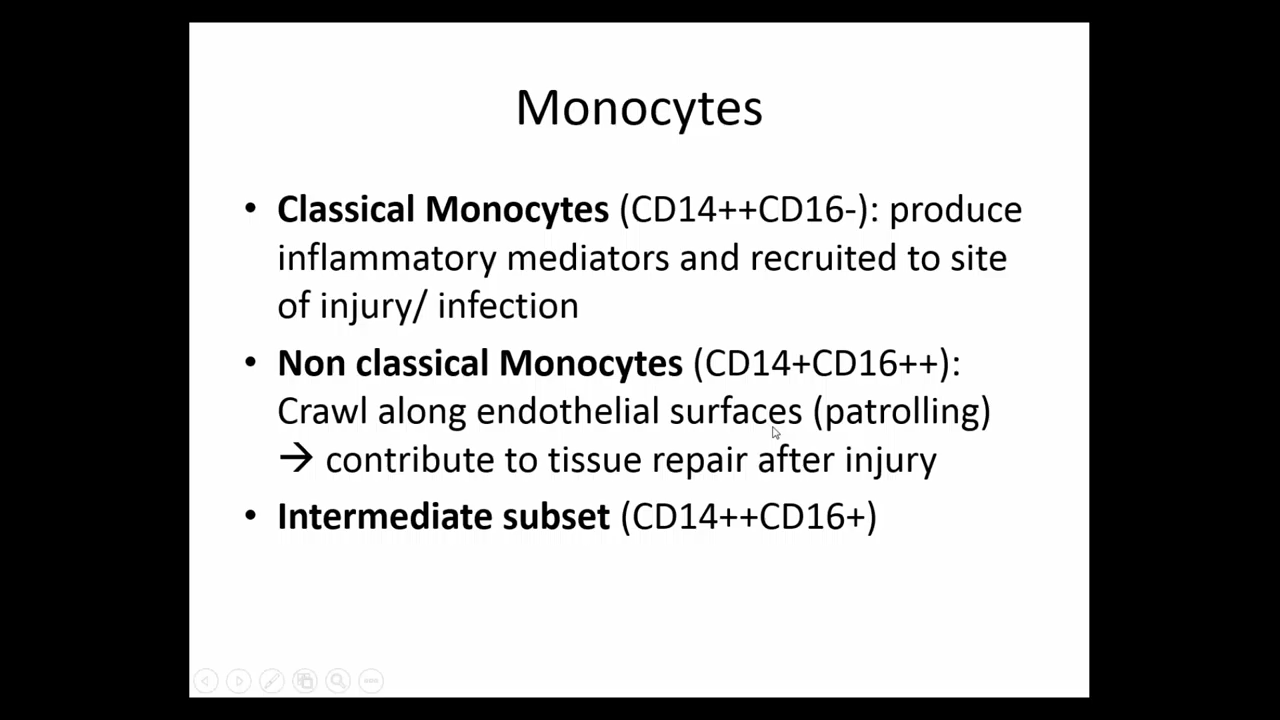 Monocytes
• Classical Monocytes (CD14++CD16-): produce
inflammatory mediators and recruited to site
of injury/ infection
• Non classical Monocytes (CD14+CD16++):
Crawl along endothelial surfaces (patrolling)
→ contribute to tissue repair after injury
• Intermediate subset (CD14++CD16+)